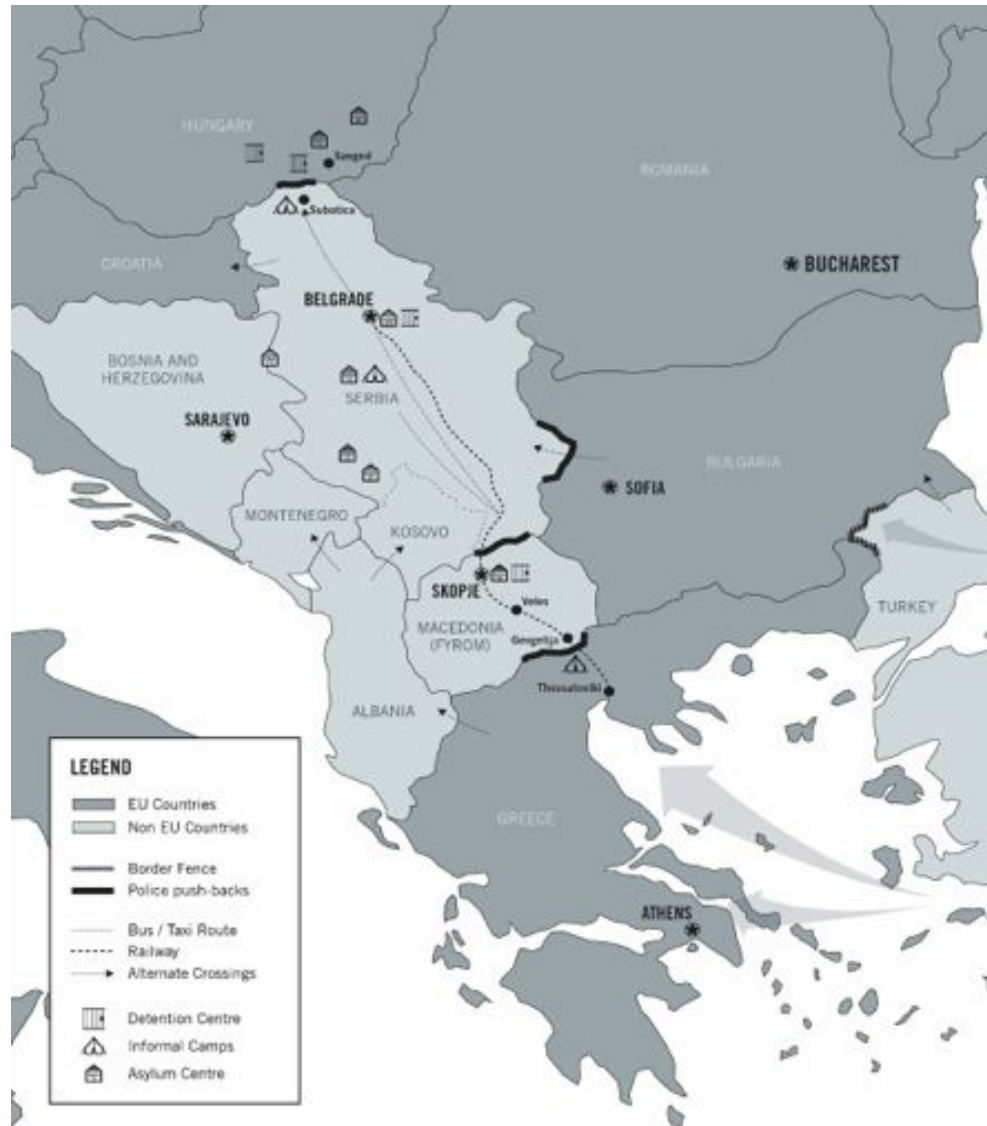 HUNGARY
Szeged
ROMANIA
Subotica
CROATIA
BUCHAREST
BELGRADE
BOSNIA AND
HERZEGOVINA
SERBIA
SARAJEVO
BULGARIA
SOFIA
MONTENEGRO
KOSOVO
SKOPJE
Veles
TURKEY
MACEDONIA
(FYROM)
Gevgelija
Thessaloniki
ALBANIA
GREECE
ATHENS
LEGEND
EU Countries
Non EU Countries
Border Fence
Police push-backs
Bus / Taxi Route
Railway
Alternate Crossings
Detention Centre
Informal Camps
Asylum Centre